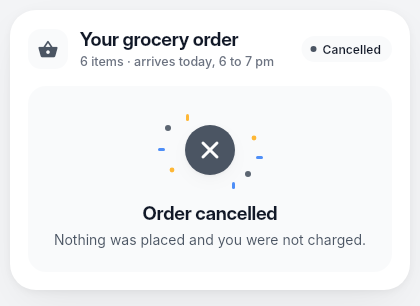 Your grocery order
6 items · arrives today, 6 to 7 pm
Cancelled
Order cancelled
Nothing was placed and you were not charged.